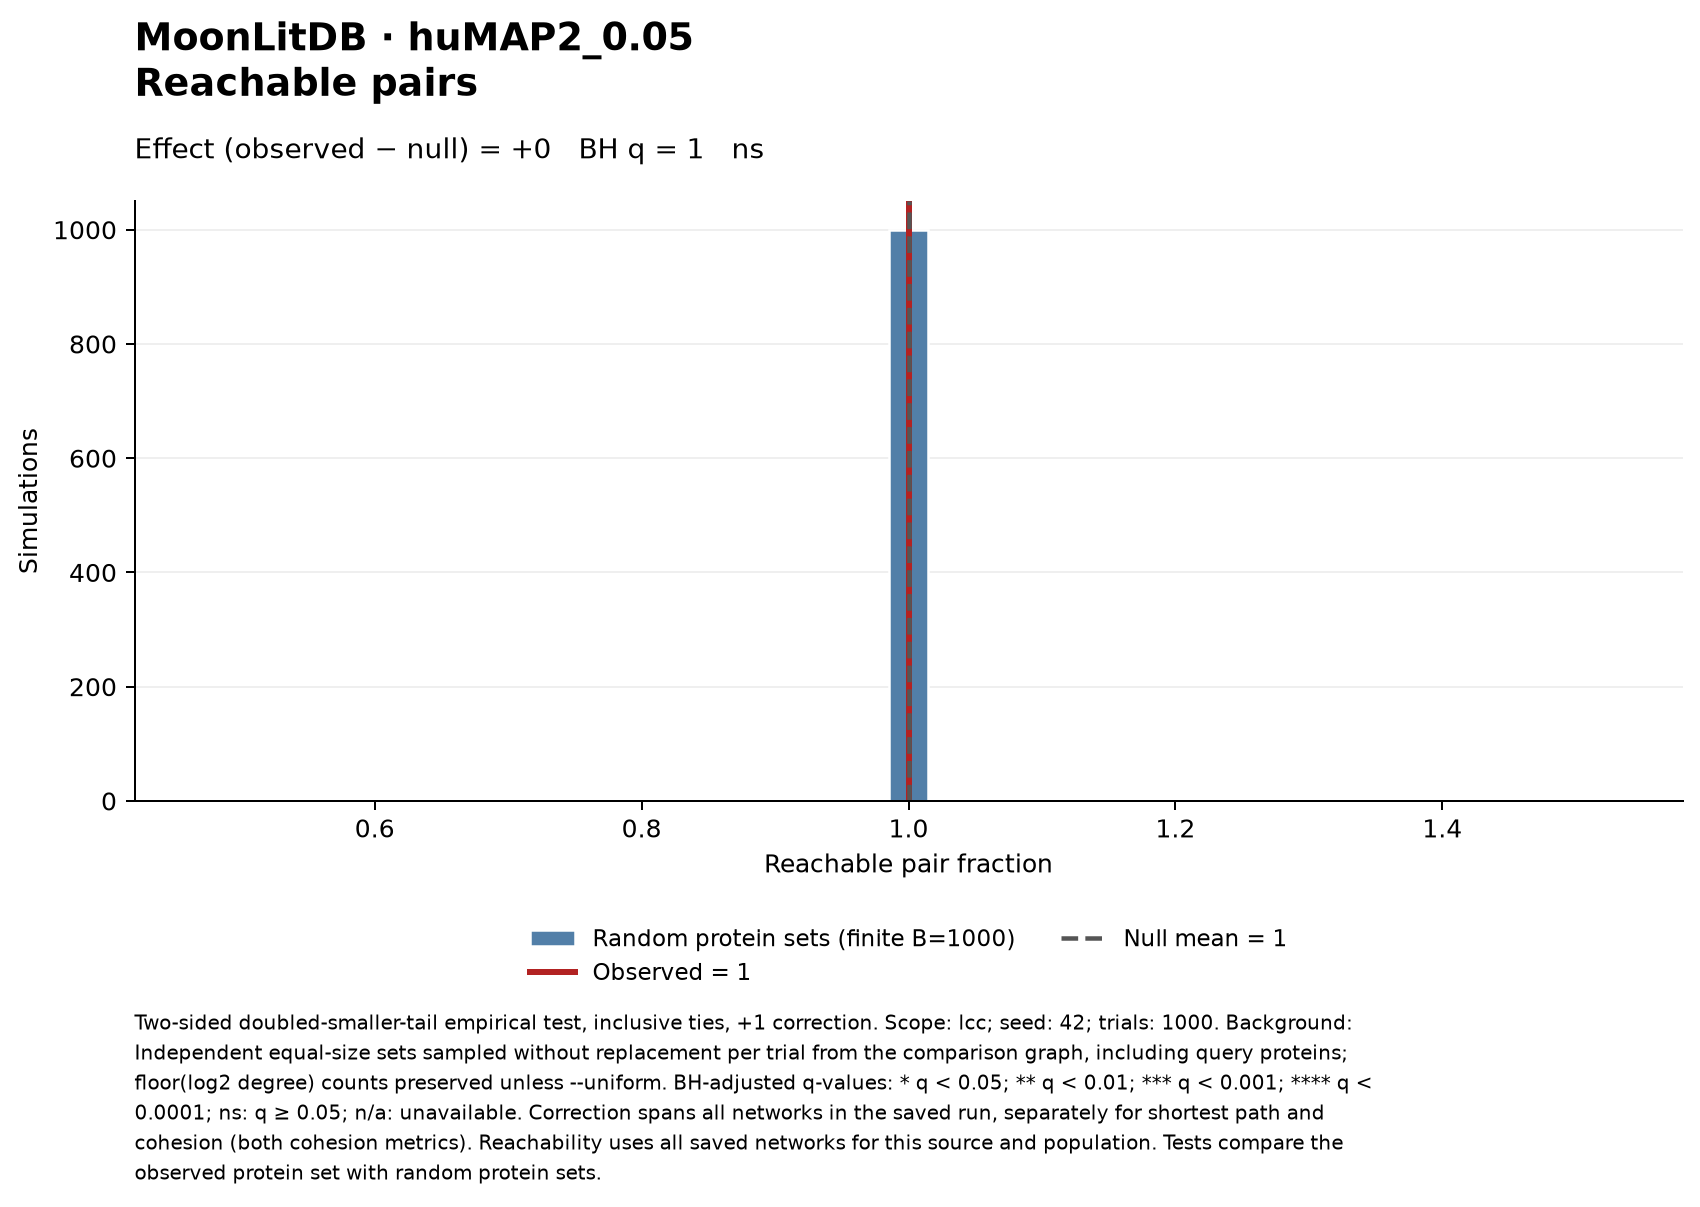 MoonLitDB · huMAP2_0.05
Reachable pairs
Effect (observed − null) = +0   BH q = 1   ns
1000
800
600
400
200
0
Simulations
0.6
0.8
1.0
1.2
1.4
Reachable pair fraction
Random protein sets (finite B=1000)
Observed = 1
Null mean = 1
Two-sided doubled-smaller-tail empirical test, inclusive ties, +1 correction. Scope: lcc; seed: 42; trials: 1000. Background:
Independent equal-size sets sampled without replacement per trial from the comparison graph, including query proteins;
floor(log2 degree) counts preserved unless --uniform. BH-adjusted q-values: * q < 0.05; ** q < 0.01; *** q < 0.001; **** q <
0.0001; ns: q ≥ 0.05; n/a: unavailable. Correction spans all networks in the saved run, separately for shortest path and
cohesion (both cohesion metrics). Reachability uses all saved networks for this source and population. Tests compare the
observed protein set with random protein sets.